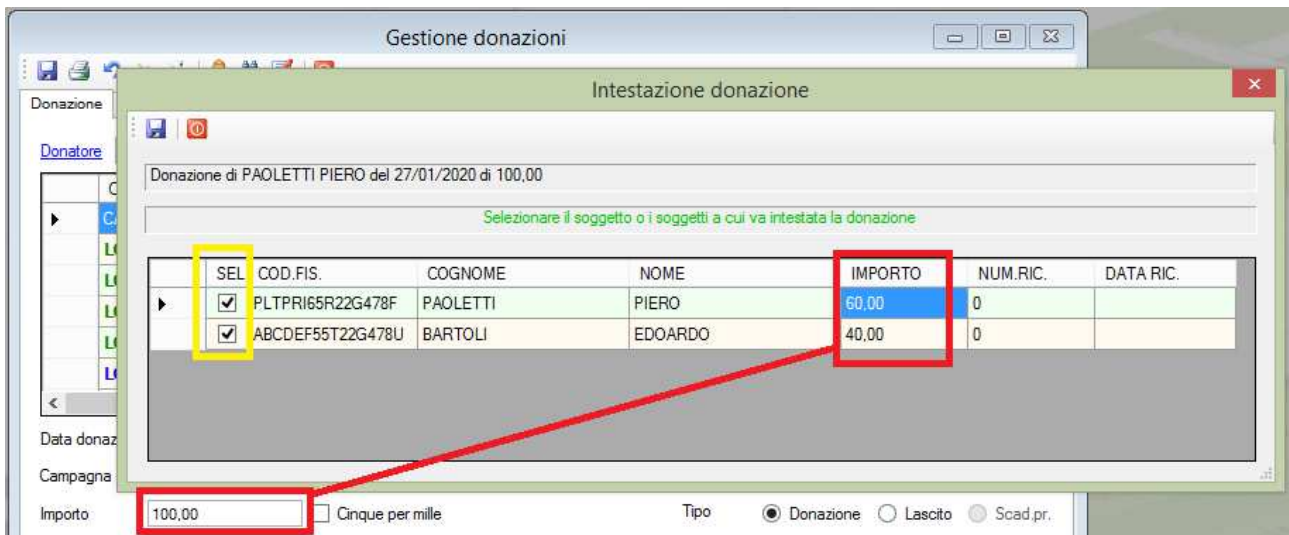 Gestione donazioni
Intestazione donazione
Donazione
Donatore
Donazione di PAOLETTI PIERO del 27/01/2020 di 100,00
Selezionare il soggetto o i soggetti a cui va intestata la donazione
SEL COD.FIS. COGNOME NOME IMPORTO NUM.RIC. DATA RIC.
PLTPRI65R22G478F PAOLETTI PIERO 60,00 0
ABCDEF55T22G478U BARTOLI EDOARDO 40,00 0
Data donaz
Campagna
Importo 100,00 Cinque per mille Tipo Donazione Lascito Scad.pr.